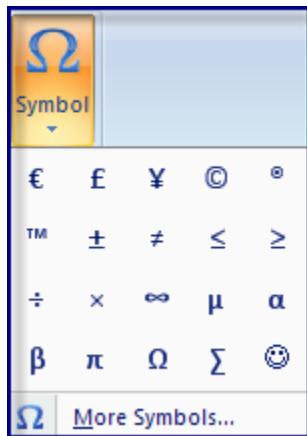 Ω
Symbol
€ £ ¥ © ®
™ ± ≠ ≤ ≥
÷ × ∞ µ α
β π Ω ∑ ☺
Ω More Symbols...